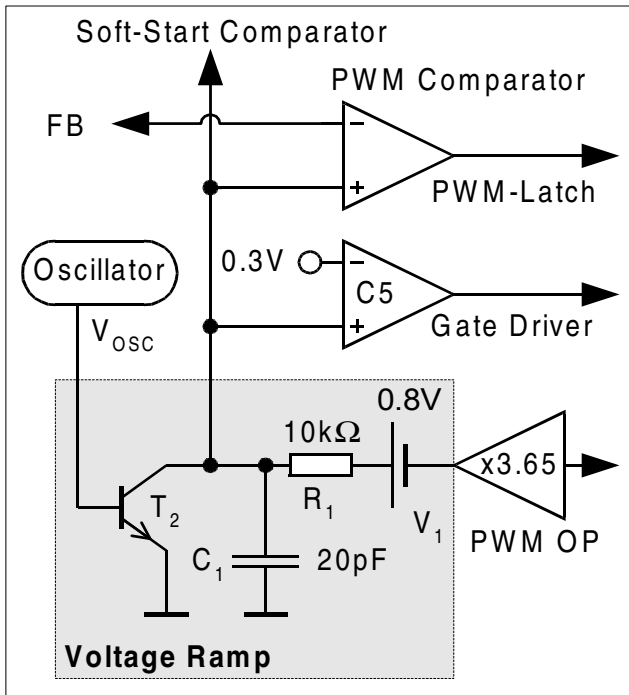 Soft-Start Comparator
PWM Comparator
FB
PWM-Latch
Oscillator
0.3V
C5
Gate Driver
VOSC
0.8V
10kΩ
x3.65
T2
R1
V1
PWM OP
C1
20pF
Voltage Ramp